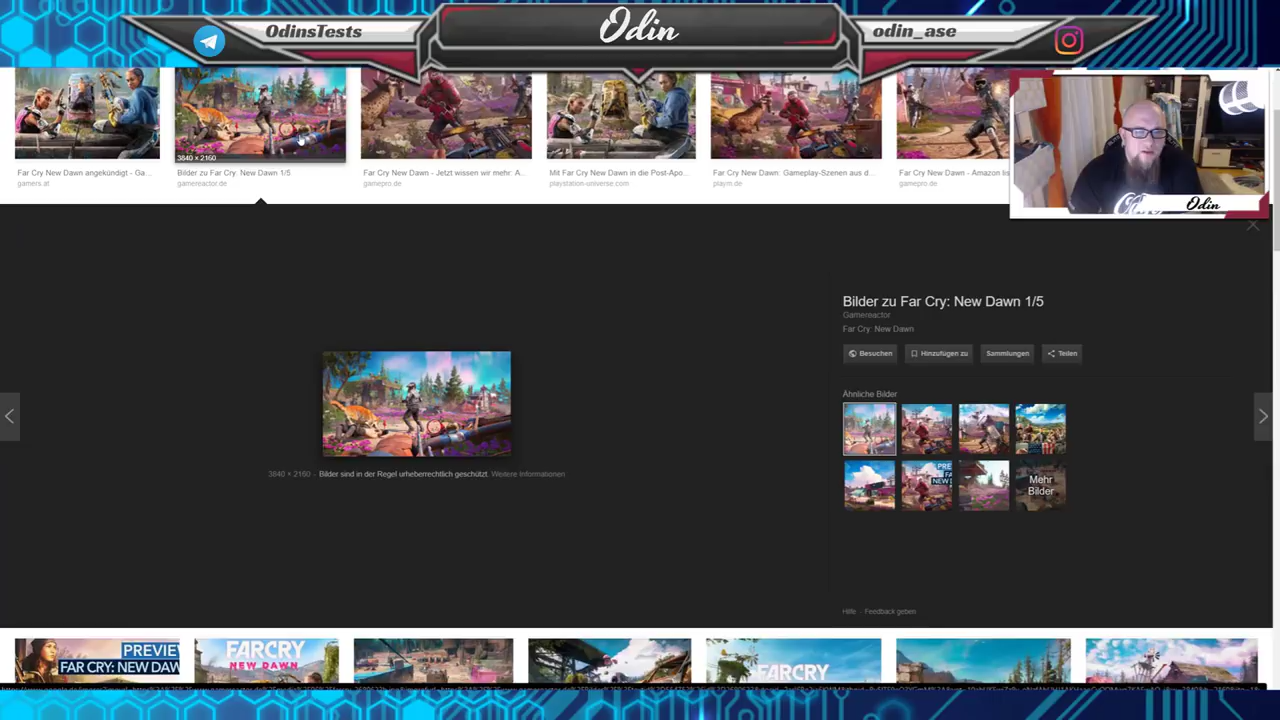 OdinsTests
Odin
odin_ase
3840 × 2160
Far Cry New Dawn angekündigt - Ga...
gamers.at
Bilder zu Far Cry: New Dawn 1/5
gamereactor.de
Far Cry New Dawn - Jetzt wissen wir mehr: A...
gamepro.de
Mit Far Cry New Dawn in die Post-Apo...
playstation-universe.com
Far Cry New Dawn: Gameplay-Szenen aus d...
playm.de
Far Cry New Dawn - Amazon lis
gamepro.de
Odin
Bilder zu Far Cry: New Dawn 1/5
Gamereactor
Far Cry: New Dawn
Besuchen
Hinzufügen zu
Sammlungen
Teilen
Ähnliche Bilder
Mehr
Bilder
3840 × 2160 - Bilder sind in der Regel urheberrechtlich geschützt. Weitere Informationen
Hilfe - Feedback geben
PREVIE
FAR CRY: NEW DAW
FARCRY
NEW DAWN
FARCRY